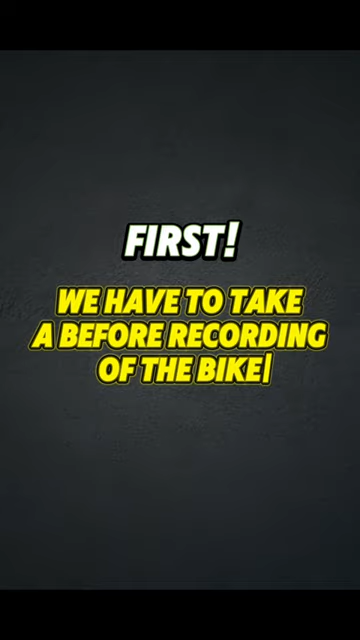 FIRST!
WE HAVE TO TAKE
A BEFORE RECORDING
OF THE BIKE|